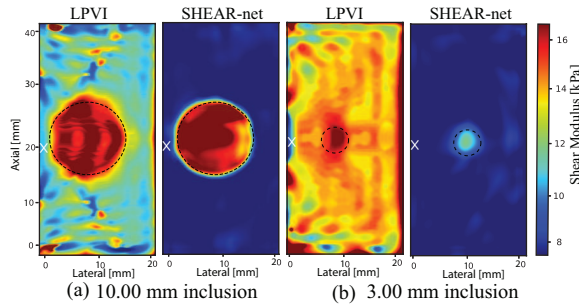 LPVI SHEAR-net LPVI SHEAR-net
40
30
20
10
0
Axial [mm]
X X X X
0 10 20 0 10 20 0 10 20 0 10 20
Lateral [mm] Lateral [mm] Lateral [mm] Lateral [mm]
16
14
12
10
8
Shear Modulus [kPa]
(a) 10.00 mm inclusion (b) 3.00 mm inclusion